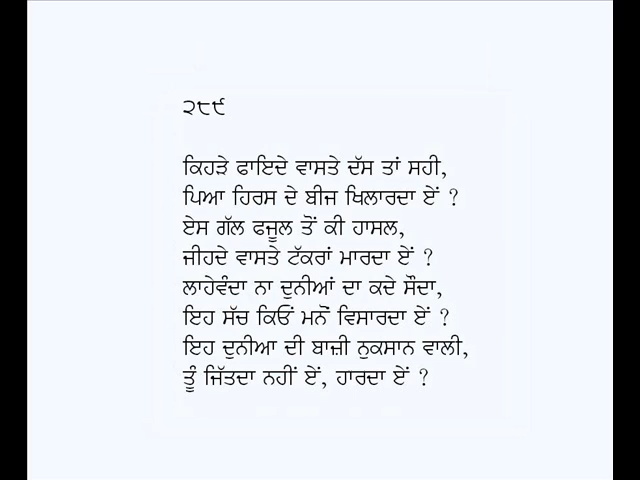 ੨੮੯
ਕਿਹੜੇ ਫਾਇਦੇ ਵਾਸਤੇ ਦੱਸ ਤਾਂ ਸਹੀ,
ਪਿਆ ਹਿਰਸ ਦੇ ਬੀਜ ਖਿਲਾਰਦਾ ਏਂ ?
ਏਸ ਗੱਲ ਫਜ਼ੂਲ ਤੋਂ ਕੀ ਹਾਸਲ,
ਜੀਹਦੇ ਵਾਸਤੇ ਟੱਕਰਾਂ ਮਾਰਦਾ ਏਂ ?
ਲਾਹੇਵੰਦਾ ਨਾ ਦੁਨੀਆਂ ਦਾ ਕਦੇ ਸੌਦਾ,
ਇਹ ਸੱਚ ਕਿਓਂ ਮਨੋਂ ਵਿਸਾਰਦਾ ਏਂ ?
ਇਹ ਦੁਨੀਆ ਦੀ ਬਾਜ਼ੀ ਨੁਕਸਾਨ ਵਾਲੀ,
ਤੂੰ ਜਿੱਤਦਾ ਨਹੀਂ ਏਂ, ਹਾਰਦਾ ਏਂ ?